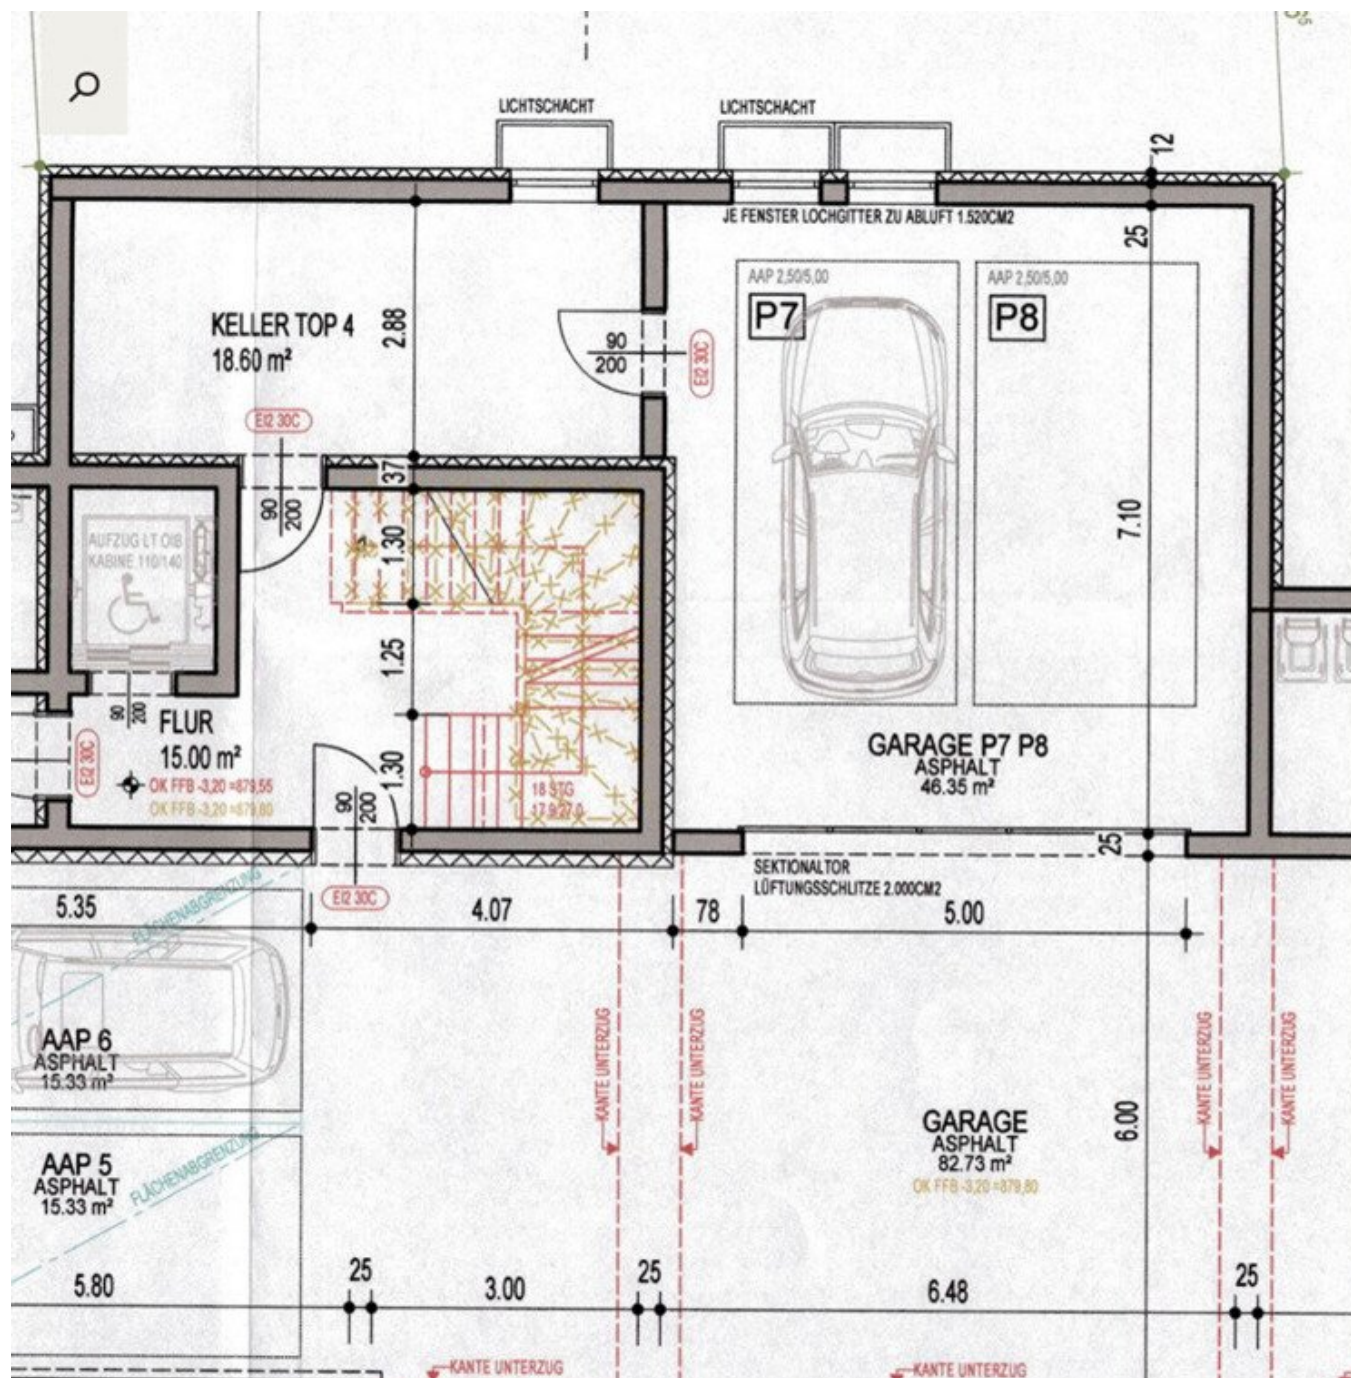 LICHTSCHACHT
LICHTSCHACHT
12
JE FENSTER LOCHGITTER ZU ABLUFT 1.520CM2
25
AAP 2,50/5,00
P7
AAP 2,50/5,00
P8
KELLER TOP 4
18.60 m²
2.88
90
200
EI2 30C
EI2 30C
37
90
200
AUFZUG LT OIB
KABINE 110/140
1.30
7.10
1.25
90
200
FLUR
15.00 m²
OK FFB -3,20 =879,55
OK FFB -3,20 =879,80
EI2 30C
1.30
90
200
18 STG
17.9/27.0
GARAGE P7 P8
ASPHALT
46.35 m²
25
SEKTIONALTOR
LÜFTUNGSSCHLITZE 2.000CM2
EI2 30C
5.35
4.07
78
5.00
FLÄCHENABGRENZUNG
AAP 6
ASPHALT
15.33 m²
KANTE UNTERZUG
KANTE UNTERZUG
KANTE UNTERZUG
KANTE UNTERZUG
GARAGE
ASPHALT
82.73 m²
OK FFB -3,20 =879,80
6.00
AAP 5
ASPHALT
15.33 m²
FLÄCHENABGRENZUNG
5.80
25
3.00
25
6.48
25
KANTE UNTERZUG
KANTE UNTERZUG